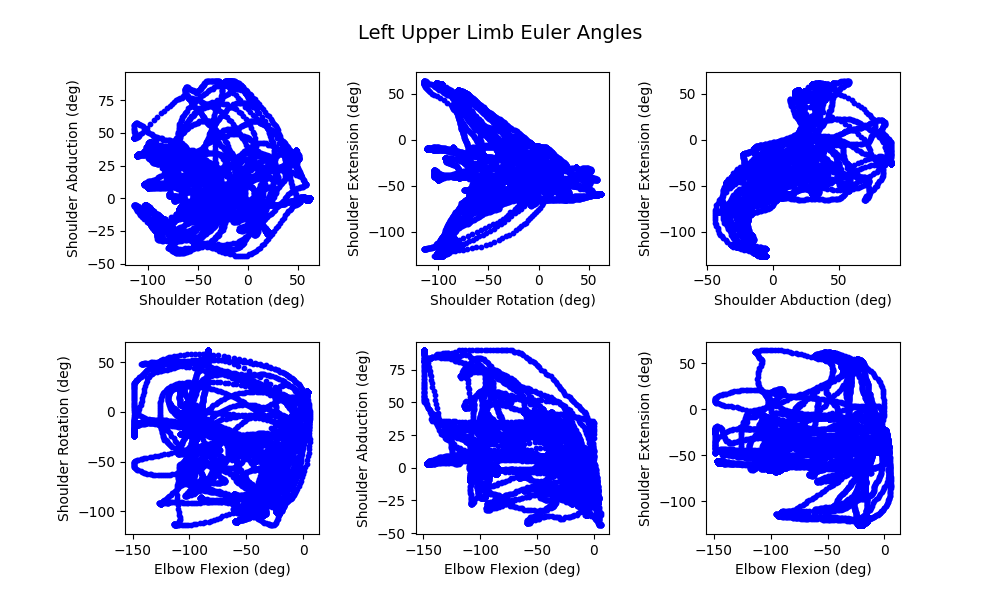 Left Upper Limb Euler Angles
Shoulder Abduction (deg)
75
50
25
0
−25
−50
−100 −50 0 50
Shoulder Rotation (deg)
Shoulder Extension (deg)
50
0
−50
−100
−100 −50 0 50
Shoulder Rotation (deg)
Shoulder Extension (deg)
50
0
−50
−100
−50 0 50
Shoulder Abduction (deg)
Shoulder Rotation (deg)
50
0
−50
−100
−150 −100 −50 0
Elbow Flexion (deg)
Shoulder Abduction (deg)
75
50
25
0
−25
−50
−150 −100 −50 0
Elbow Flexion (deg)
Shoulder Extension (deg)
50
0
−50
−100
−150 −100 −50 0
Elbow Flexion (deg)